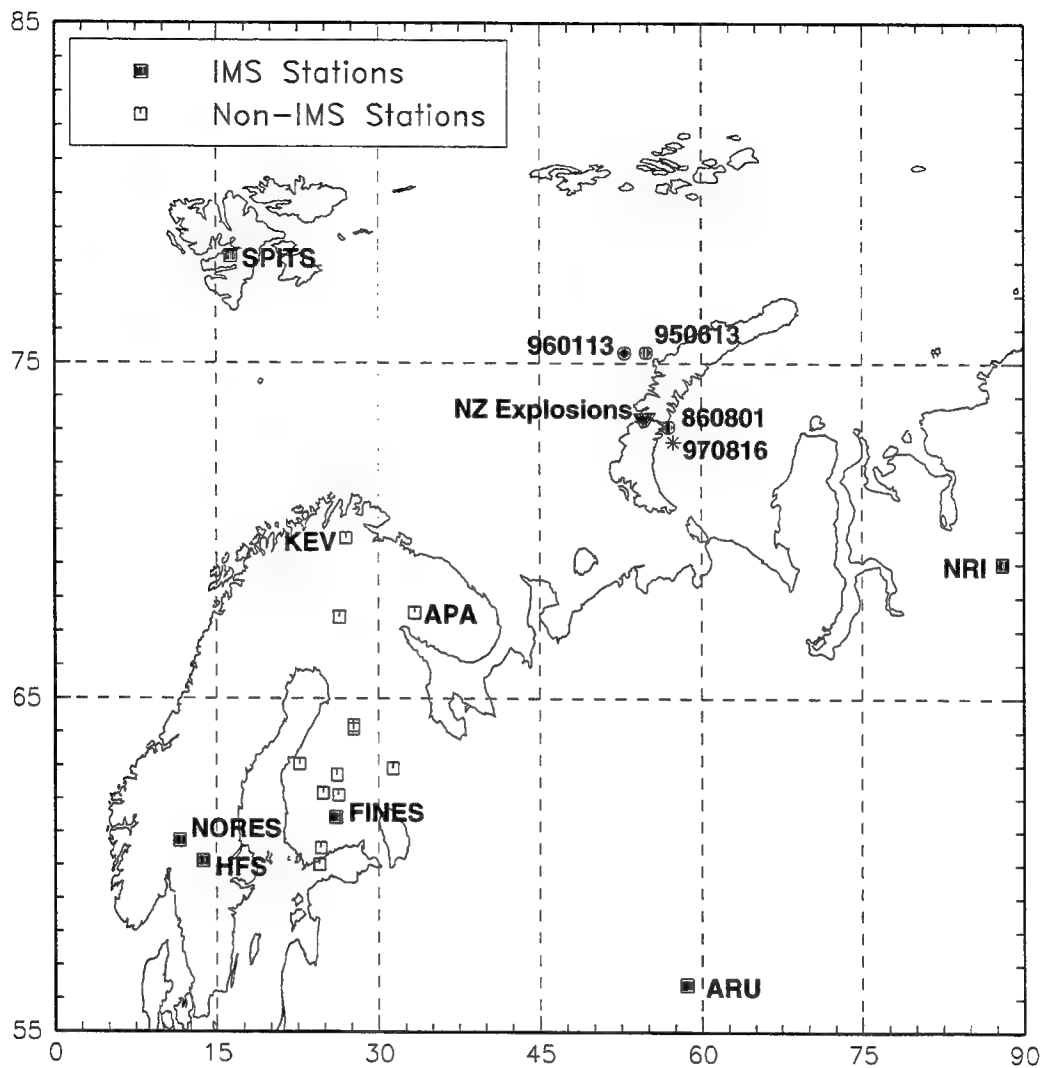 85
IMS Stations
Non-IMS Stations
SPITS
960113
950613
75
NZ Explosions
860801
970816
KEV
NRI
APA
65
FINES
NORES
HFS
ARU
55
0 15 30 45 60 75 90